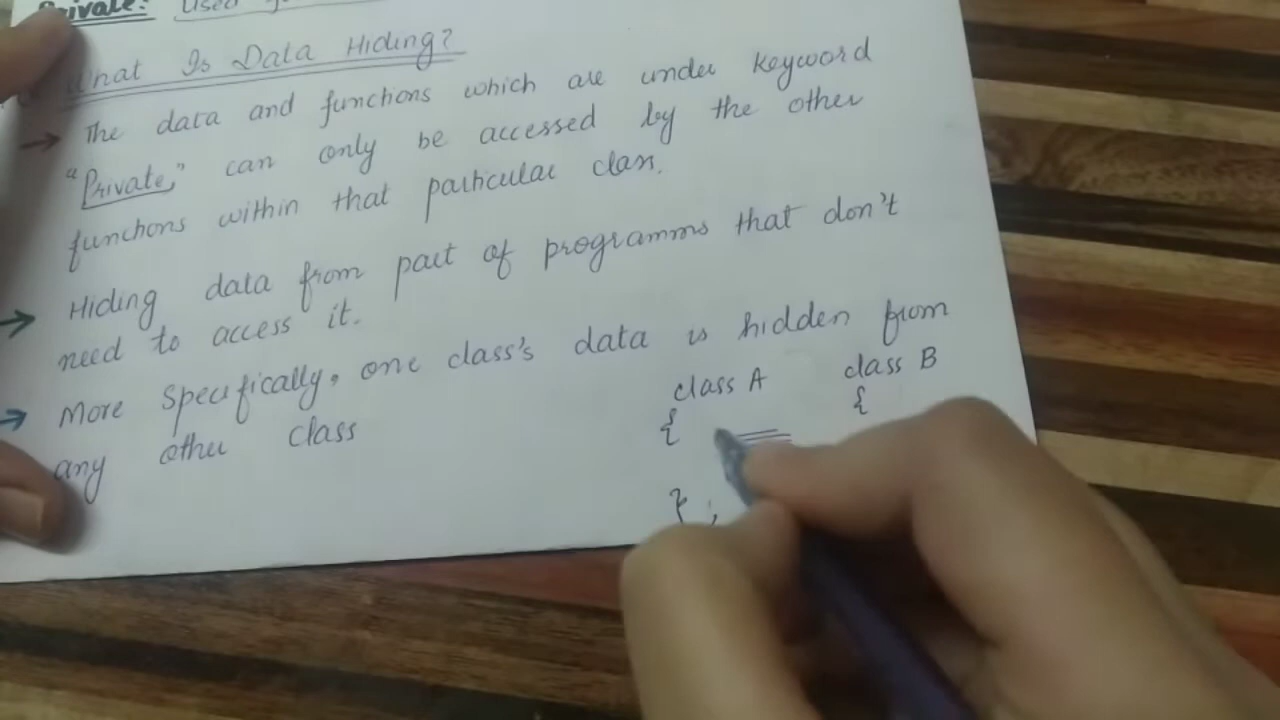 Private: Used
What Is Data Hiding?
→ The data and functions which are under keyword
"Private," can only be accessed by the other
functions within that particular class.
→ Hiding data from part of programms that don't
need to access it.
→ More Specifically, one class's data is hidden from
any other class
class A class B
{ {
} ;